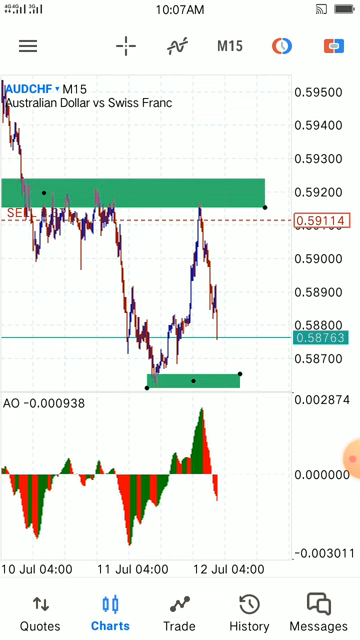 4G 4G 3G 10:07AM
M15
AUDCHF ▾ M15
Australian Dollar vs Swiss Franc
0.59500
0.59400
0.59300
0.59200
SELL
0.59114
0.59000
0.58900
0.58800
0.58763
0.58700
AO -0.000938
0.002874
0.000000
-0.003011
10 Jul 04:00 11 Jul 04:00 12 Jul 04:00
Quotes Charts Trade History Messages